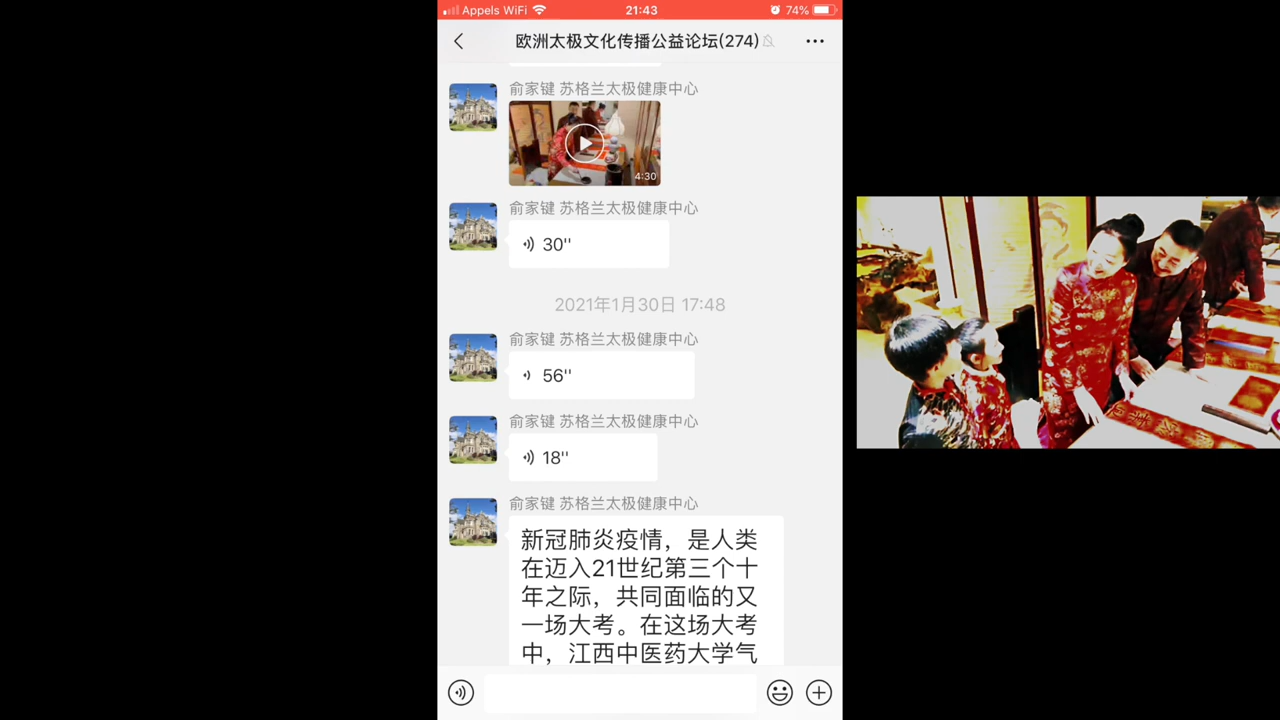 Appels WiFi 21:43 74%
欧洲太极文化传播公益论坛(274)
俞家键 苏格兰太极健康中心
4:30
俞家键 苏格兰太极健康中心
30''
2021年1月30日 17:48
俞家键 苏格兰太极健康中心
56''
俞家键 苏格兰太极健康中心
18''
俞家键 苏格兰太极健康中心
新冠肺炎疫情，是人类
在迈入21世纪第三个十
年之际，共同面临的又
一场大考。在这场大考
中，江西中医药大学气